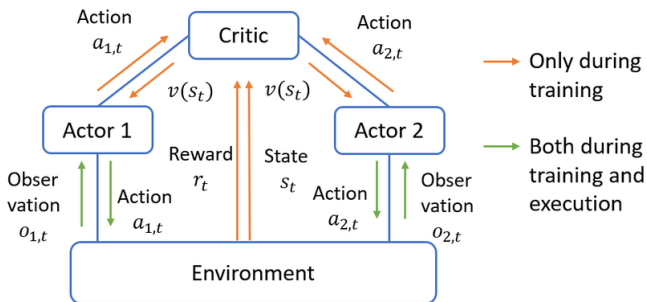 Action
a₁,ₜ
Critic
Action
a₂,ₜ
v(sₜ)
v(sₜ)
Actor 1
Actor 2
Reward
rₜ
State
sₜ
Obser
vation
o₁,ₜ
Action
a₁,ₜ
Action
a₂,ₜ
Obser
vation
o₂,ₜ
Environment
Only during
training
Both during
training and
execution